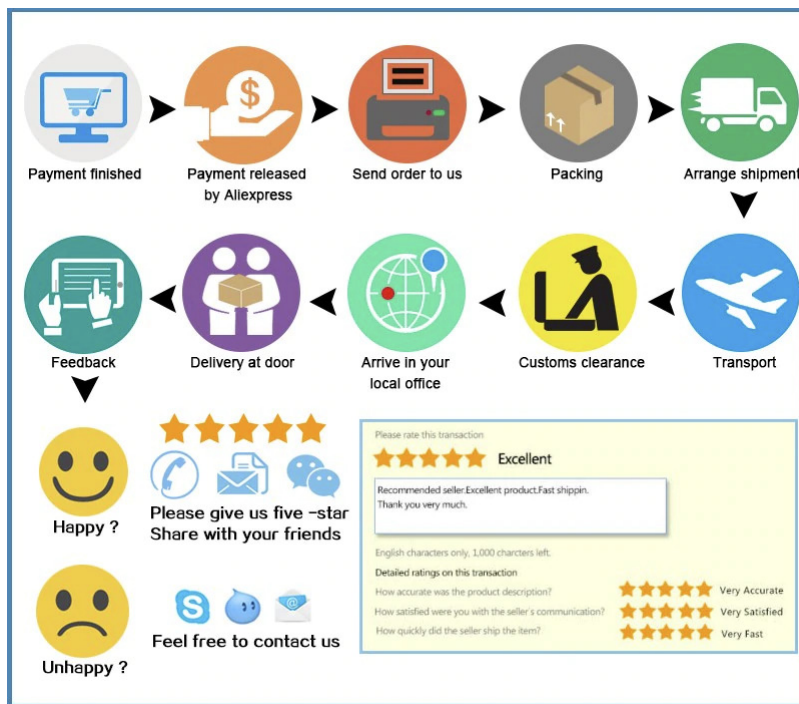 Payment finished
Payment released
by Aliexpress
Send order to us
Packing
Arrange shipment
Feedback
Delivery at door
Arrive in your
local office
Customs clearance
Transport
Happy ?
Please give us five -star
Share with your friends
Unhappy ?
Feel free to contact us
Please rate this transaction
Excellent
Recommended seller.Excellent product.Fast shippin.
Thank you very much.
English characters only, 1,000 charcters left.
Detailed ratings on this transaction
How accurate was the product description? Very Accurate
How satisfied were you with the seller's communication? Very Satisfied
How quickly did the seller ship the item? Very Fast